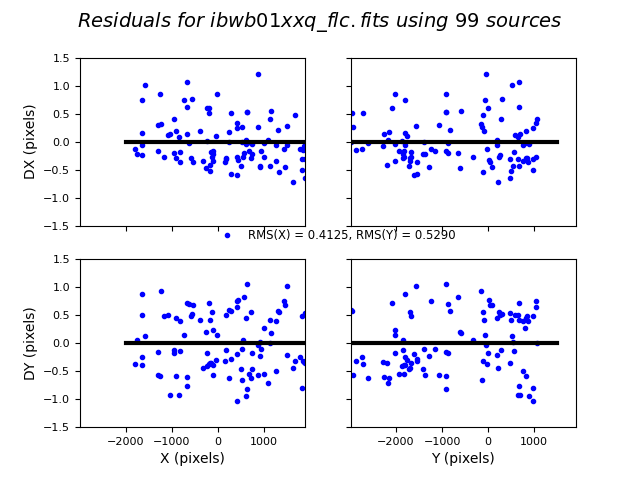 Residuals for ibwb01xxq_flc.fits using 99 sources
1.5
1.0
0.5
0.0
−0.5
−1.0
−1.5
DX (pixels)
RMS(X) = 0.4125, RMS(Y) = 0.5290
1.5
1.0
0.5
0.0
−0.5
−1.0
−1.5
DY (pixels)
−2000 −1000 0 1000
−2000 −1000 0 1000
X (pixels)
Y (pixels)